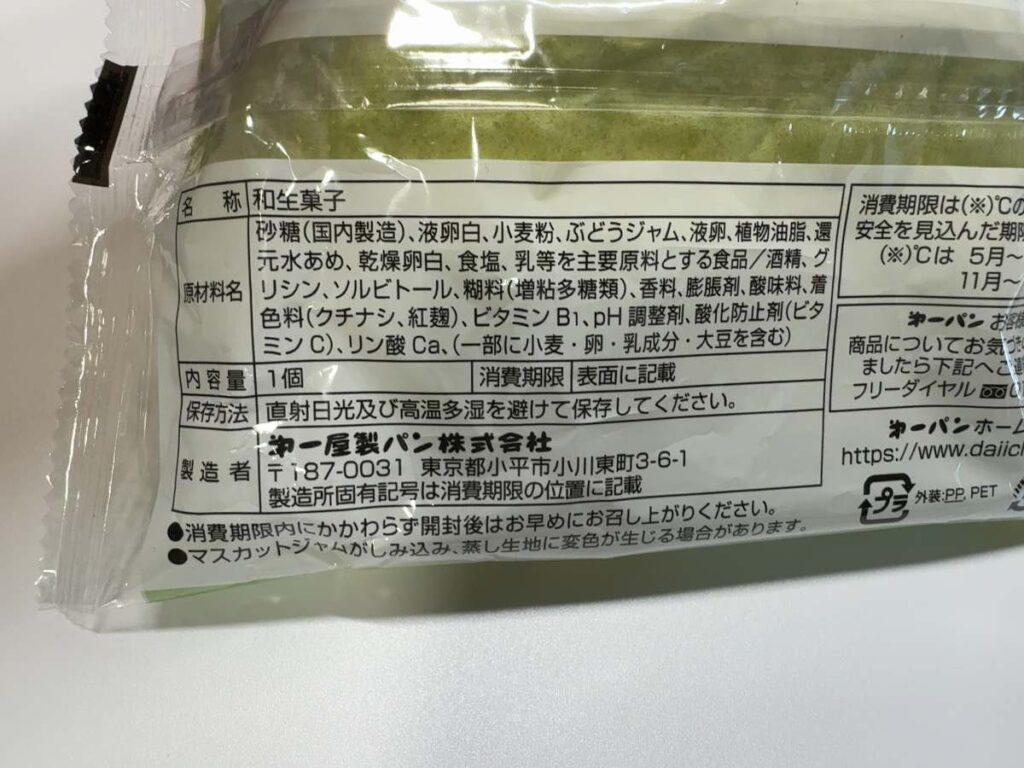 名称 和生菓子
原材料名
砂糖(国内製造)、液卵白、小麦粉、ぶどうジャム、液卵、植物油脂、還
元水あめ、乾燥卵白、食塩、乳等を主要原料とする食品/酒精、グ
リシン、ソルビトール、糊料(増粘多糖類)、香料、膨脹剤、酸味料、着
色料(クチナシ、紅麹)、ビタミンB₁、pH調整剤、酸化防止剤(ビタ
ミンC)、リン酸Ca、(一部に小麦・卵・乳成分・大豆を含む)
内容量 1個 消費期限 表面に記載
保存方法 直射日光及び高温多湿を避けて保存してください。
製造者
第一屋製パン株式会社
〒187-0031 東京都小平市小川東町3-6-1
製造所固有記号は消費期限の位置に記載
●消費期限内にかかわらず開封後はお早めにお召し上がりください。
●マスカットジャムがしみ込み、蒸し生地に変色が生じる場合があります。
消費期限は(※)℃の
安全を見込んだ期限
(※)℃は 5月〜
11月〜
第一パン お客様
商品についてお気づき
ましたら下記へご
フリーダイヤル
第一パン ホーム
https://www.daiich
プラ 外装:PP, PET